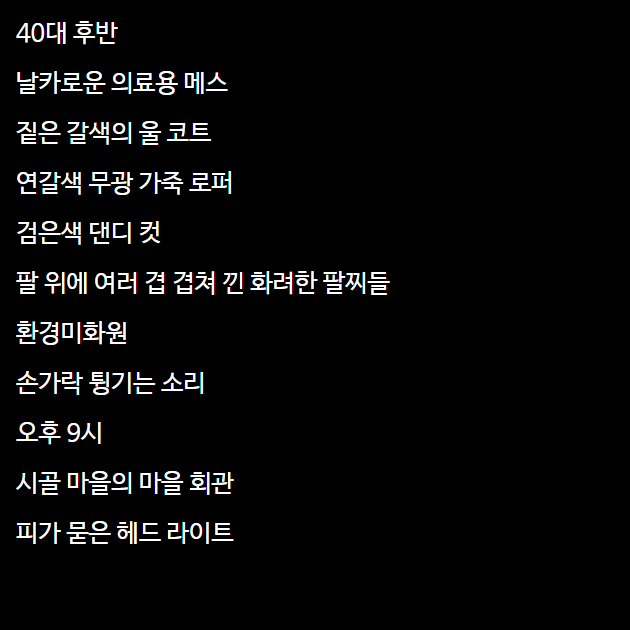 40대 후반
날카로운 의료용 메스
짙은 갈색의 울 코트
연갈색 무광 가죽 로퍼
검은색 댄디 컷
팔 위에 여러 겹 겹쳐 낀 화려한 팔찌들
환경미화원
손가락 튕기는 소리
오후 9시
시골 마을의 마을 회관
피가 묻은 헤드 라이트